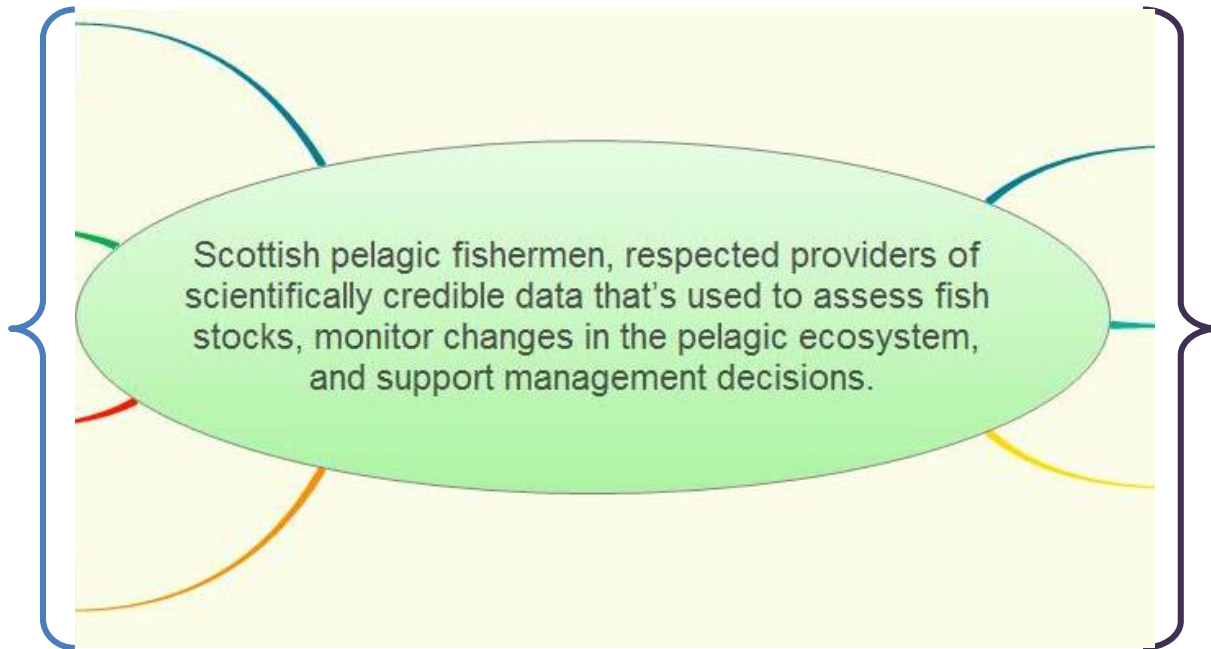 Scottish pelagic fishermen, respected providers of
scientifically credible data that's used to assess fish
stocks, monitor changes in the pelagic ecosystem,
and support management decisions.